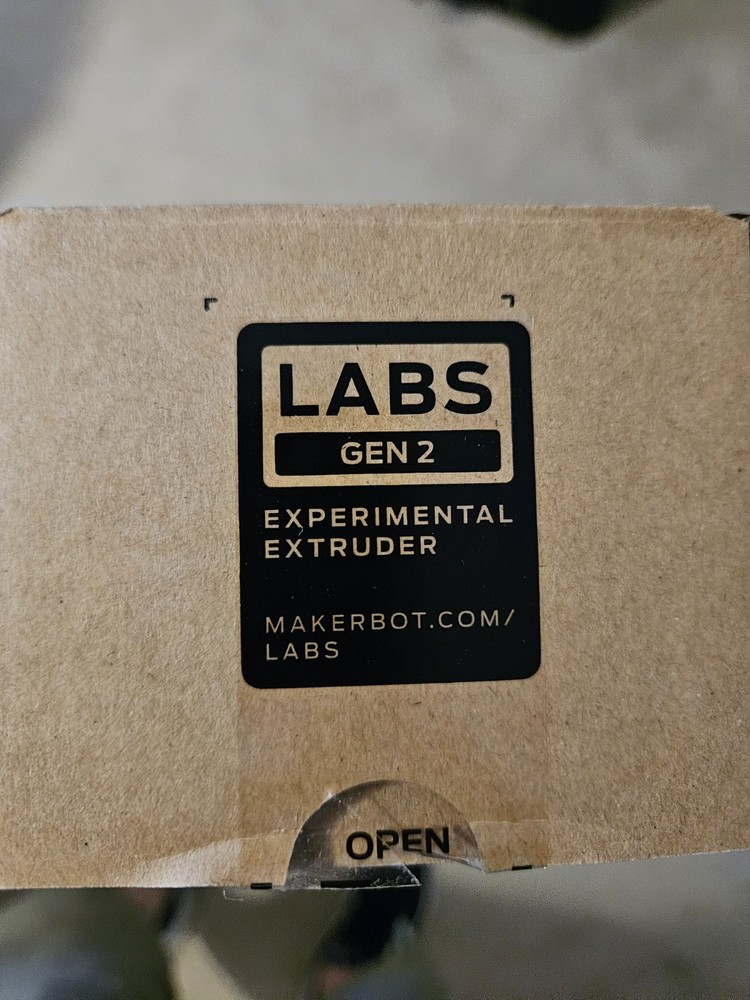 LABS
GEN 2
EXPERIMENTAL
EXTRUDER
MAKERBOT.COM/
LABS
OPEN